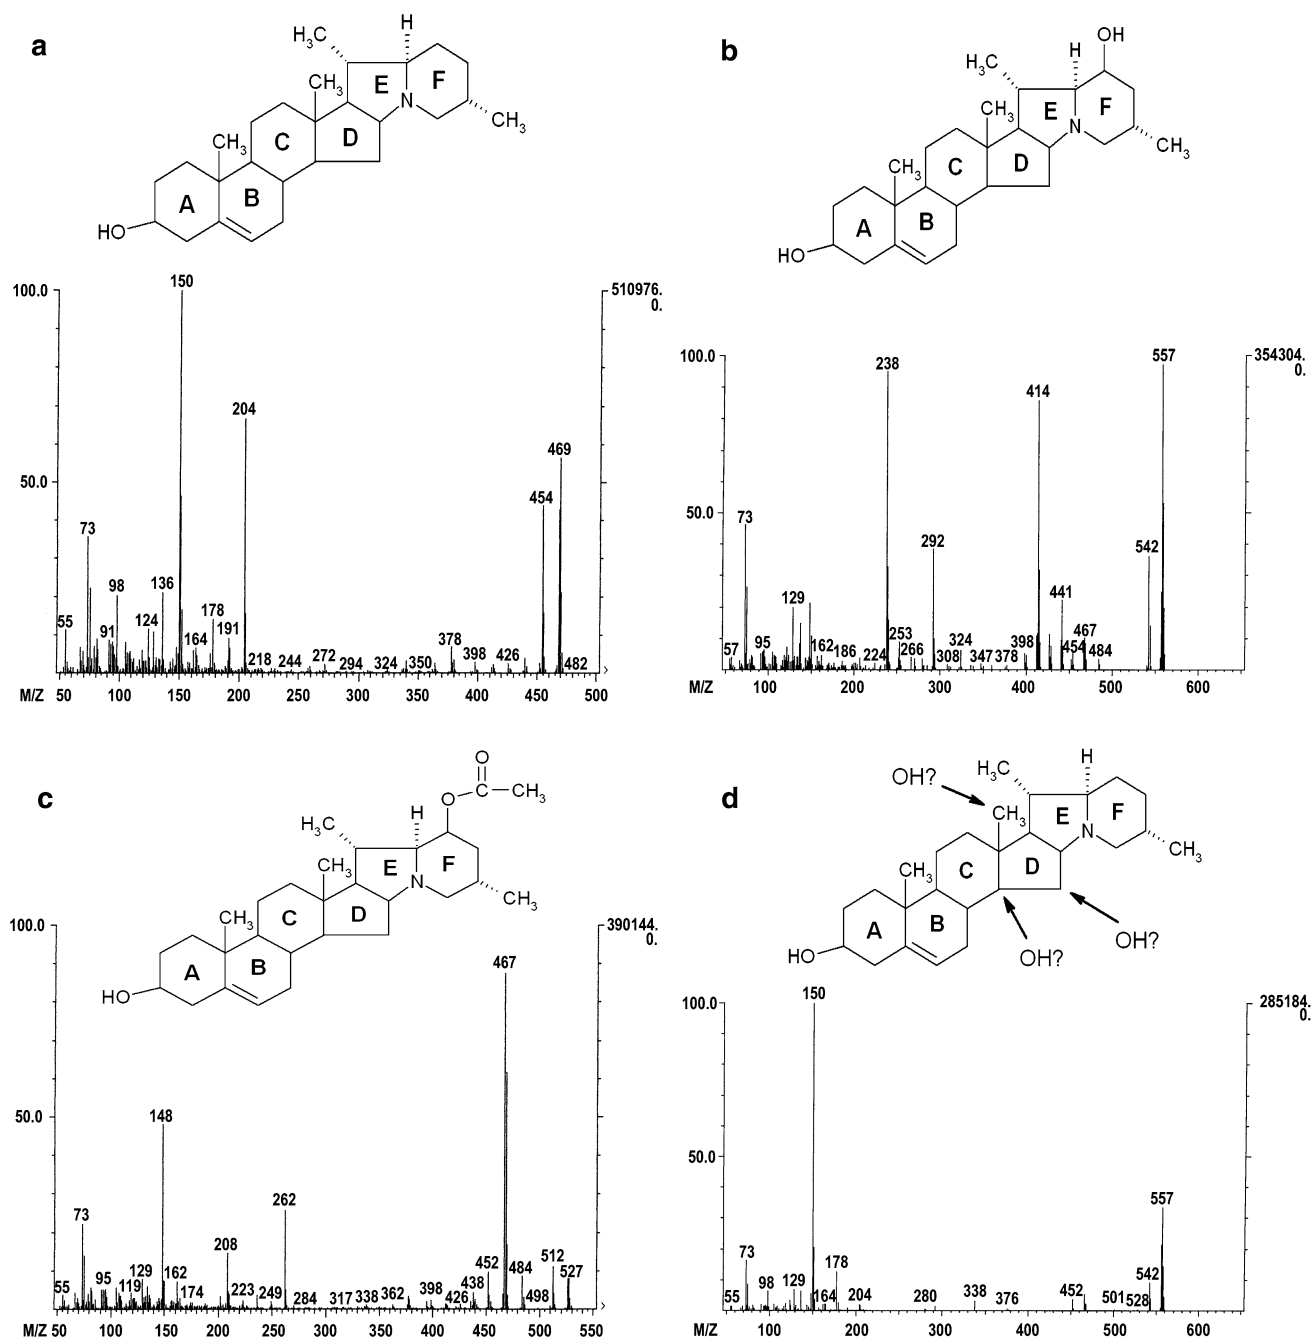 a
H
H3C
CH3
E
F
N
CH3
CH3
C
D
A
B
HO
100.0
510976.
0.
50.0
150
204
469
454
73
98
136
55
91
124
164
178
191
218
244
272
294
324
350
378
398
426
482
M/Z 50 100 150 200 250 300 350 400 450 500
b
OH
H
H3C
CH3
E
F
N
CH3
CH3
C
D
A
B
HO
100.0
354304.
0.
50.0
238
557
414
73
292
542
129
441
57
95
162
186
224
253
266
308
324
347
378
398
454
467
484
M/Z 100 200 300 400 500 600
c
O
O
C
CH3
H
H3C
CH3
E
F
N
CH3
CH3
C
D
A
B
HO
100.0
390144.
0.
50.0
467
148
262
73
208
55
95
119
129
162
174
223
249
284
317
338
362
398
426
438
452
484
498
512
527
M/Z 50 100 150 200 250 300 350 400 450 500 550
d
H
OH?
H3C
CH3
E
F
N
CH3
CH3
C
D
A
B
HO
OH?
OH?
100.0
285184.
0.
50.0
150
557
73
178
55
98
129
164
204
280
338
376
452
501
528
542
M/Z 100 200 300 400 500 600